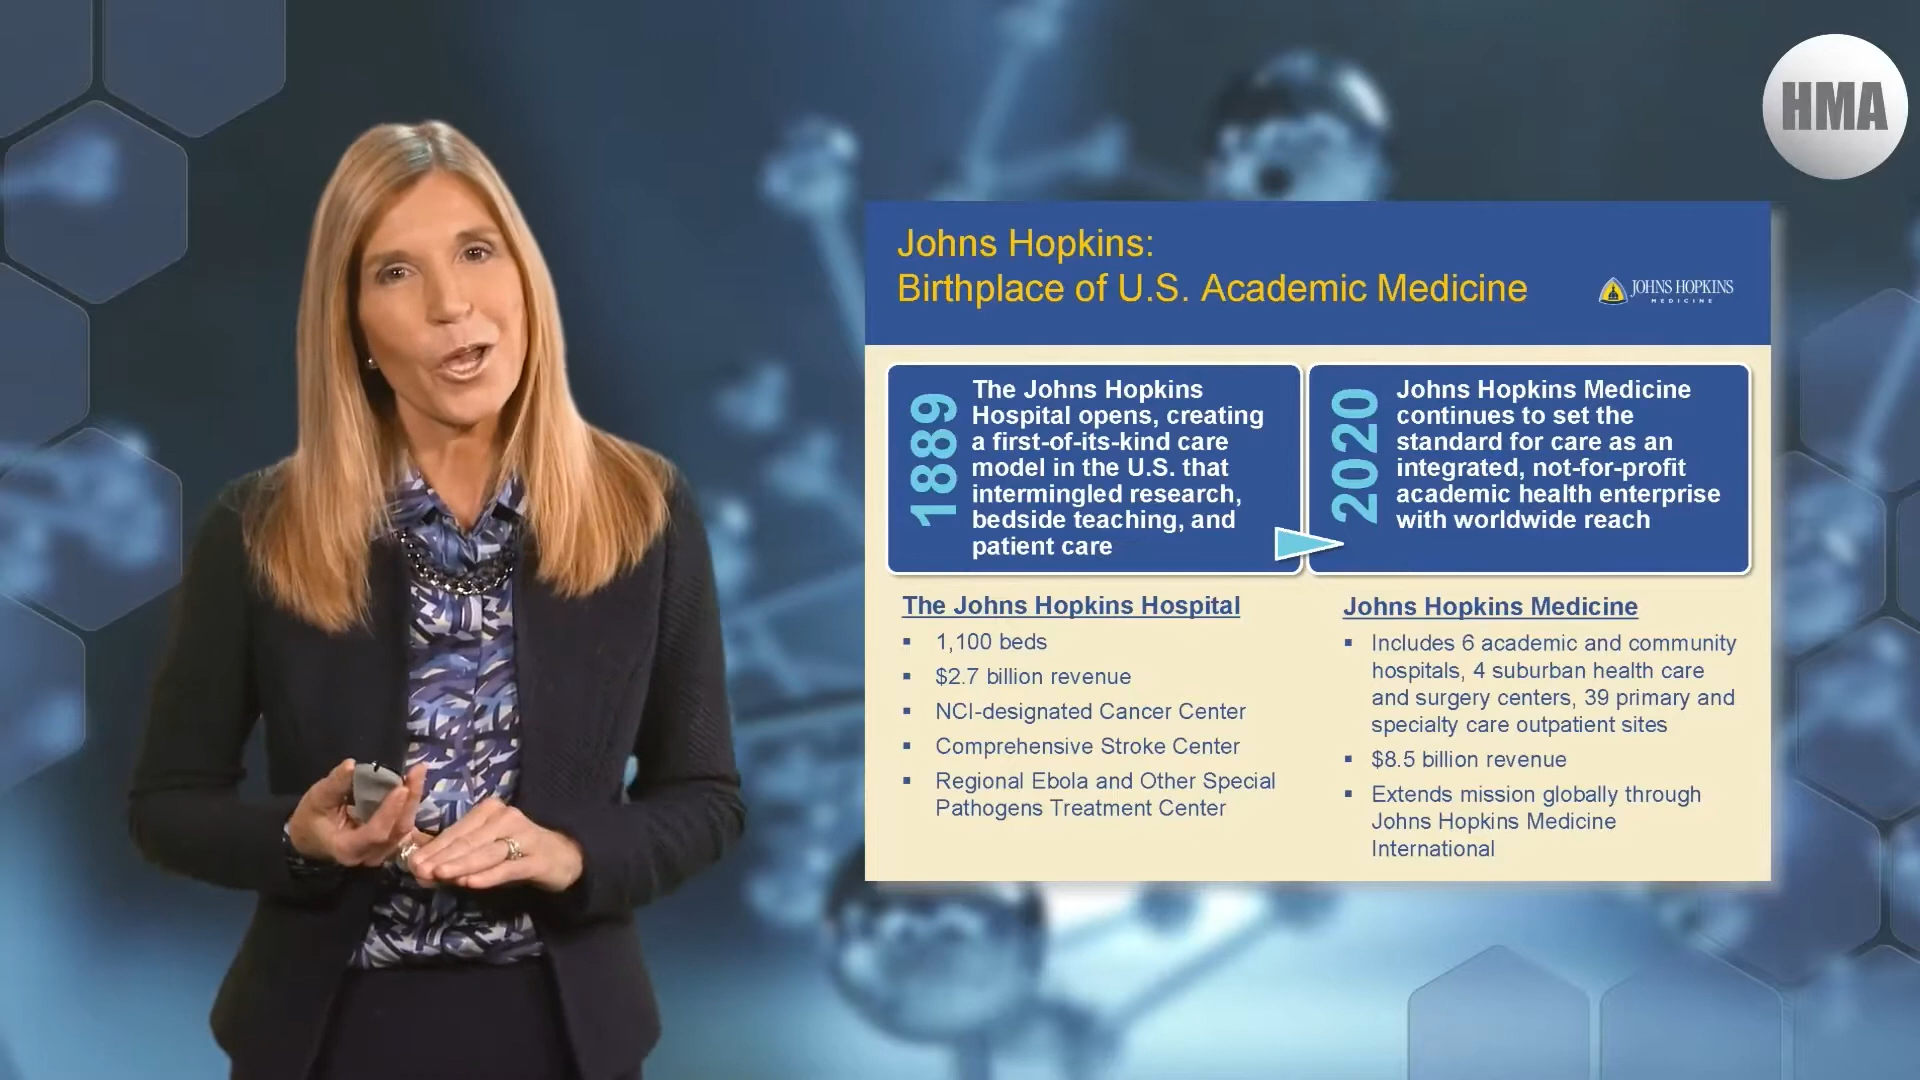 HMA
Johns Hopkins:
Birthplace of U.S. Academic Medicine
JOHNS HOPKINS
MEDICINE
1889
The Johns Hopkins
Hospital opens, creating
a first-of-its-kind care
model in the U.S. that
intermingled research,
bedside teaching, and
patient care
2020
Johns Hopkins Medicine
continues to set the
standard for care as an
integrated, not-for-profit
academic health enterprise
with worldwide reach
The Johns Hopkins Hospital
▪ 1,100 beds
▪ $2.7 billion revenue
▪ NCI-designated Cancer Center
▪ Comprehensive Stroke Center
▪ Regional Ebola and Other Special
Pathogens Treatment Center
Johns Hopkins Medicine
▪ Includes 6 academic and community
hospitals, 4 suburban health care
and surgery centers, 39 primary and
specialty care outpatient sites
▪ $8.5 billion revenue
▪ Extends mission globally through
Johns Hopkins Medicine
International